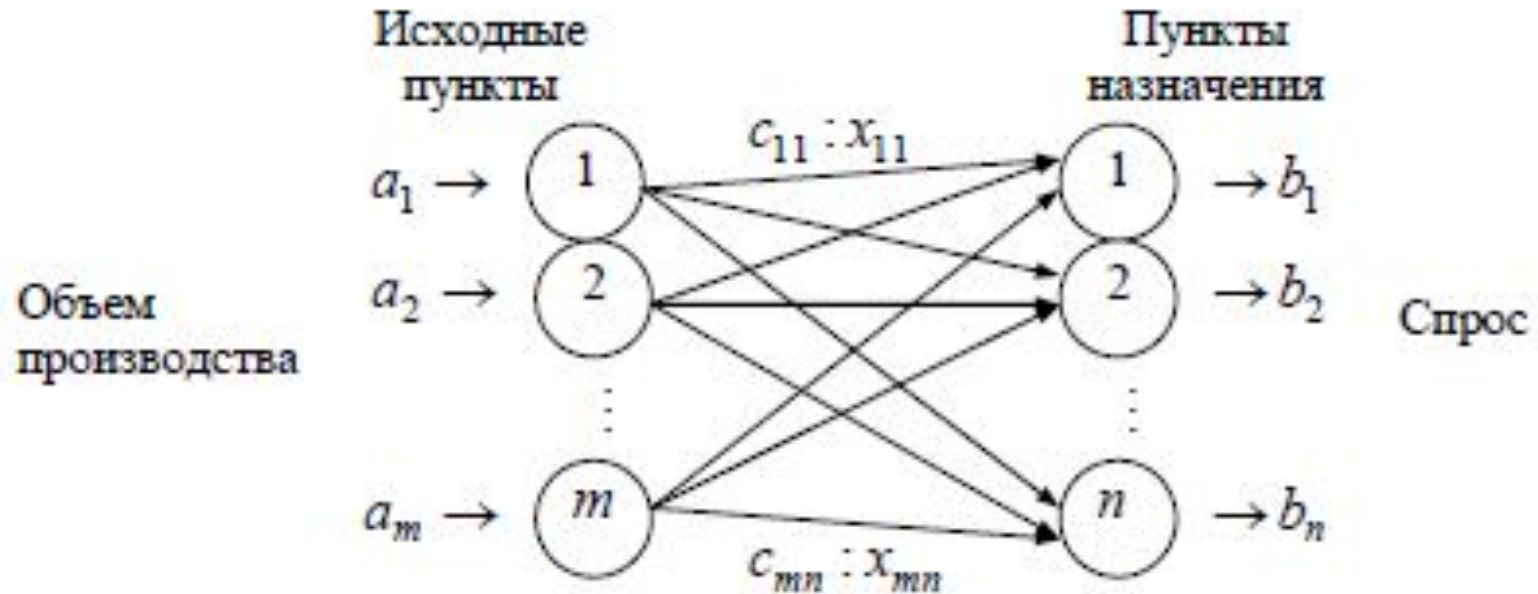 Исходные
пункты
Пункты
назначения
c₁₁ : x₁₁
a₁ → 1 1 → b₁
a₂ → 2 2 → b₂
Объем
производства
Спрос
⋮ ⋮
aₘ → m n → bₙ
cₘₙ : xₘₙ